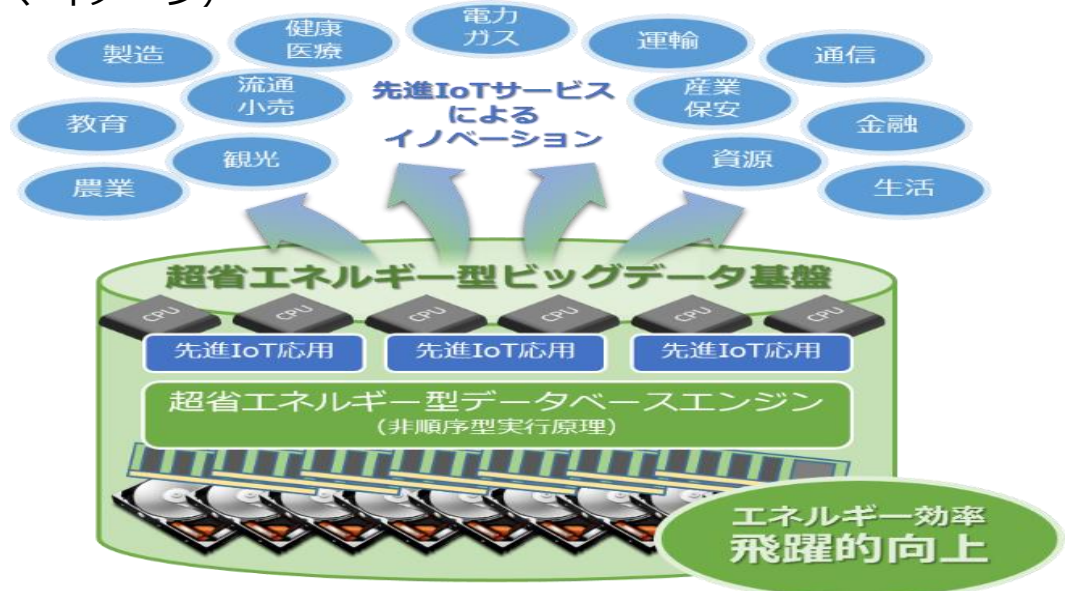 、イメージ)
電力
ガス
健康
医療
運輸
製造
通信
流通
小売
先進IoTサービス
による
イノベーション
産業
保安
教育
金融
観光
資源
農業
生活
超省エネルギー型ビッグデータ基盤
CPU
CPU
CPU
CPU
CPU
CPU
先進IoT応用
先進IoT応用
先進IoT応用
超省エネルギー型データベースエンジン
(非順序型実行原理)
エネルギー効率
飛躍的向上